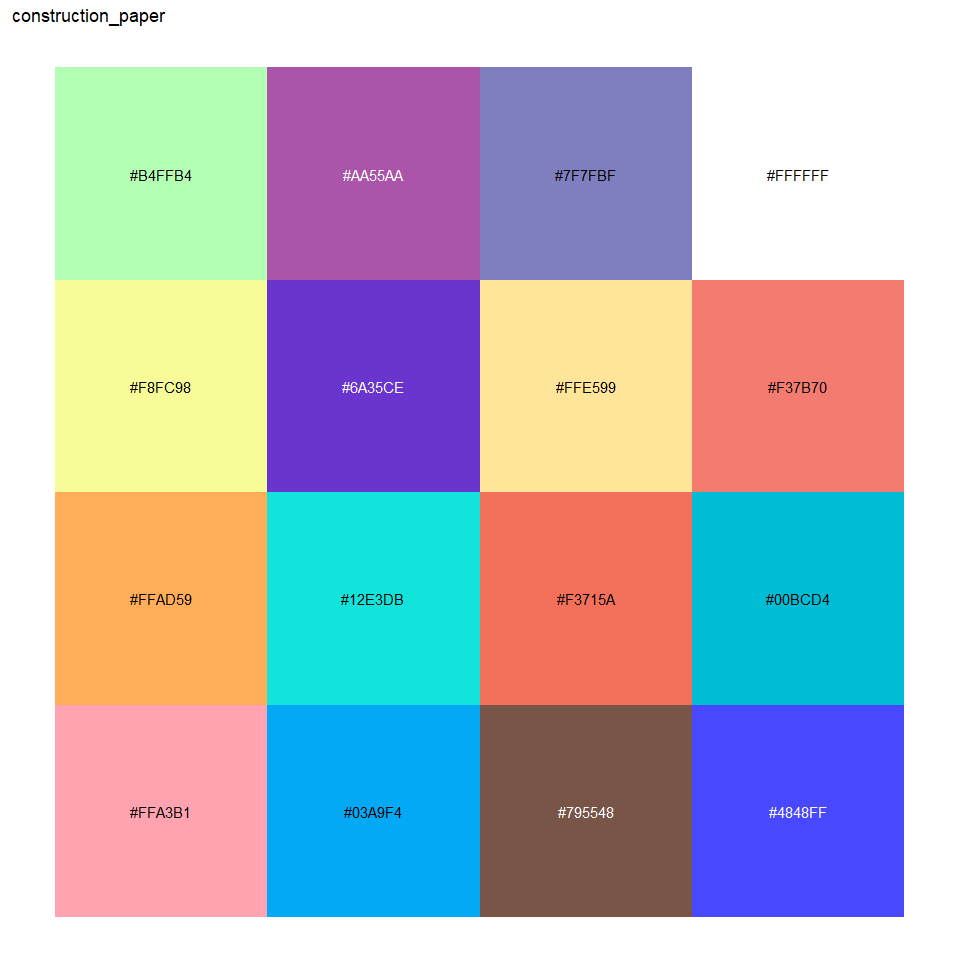 construction_paper
#B4FFB4 #AA55AA #7F7FBF #FFFFFF
#F8FC98 #6A35CE #FFE599 #F37B70
#FFAD59 #12E3DB #F3715A #00BCD4
#FFA3B1 #03A9F4 #795548 #4848FF